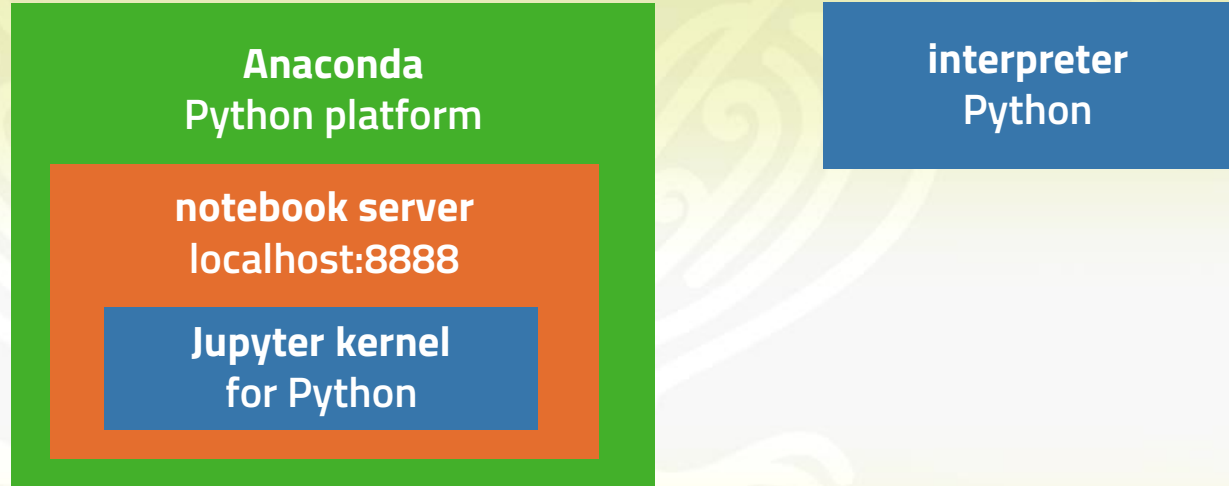 Anaconda
Python platform
notebook server
localhost:8888
Jupyter kernel
for Python
interpreter
Python